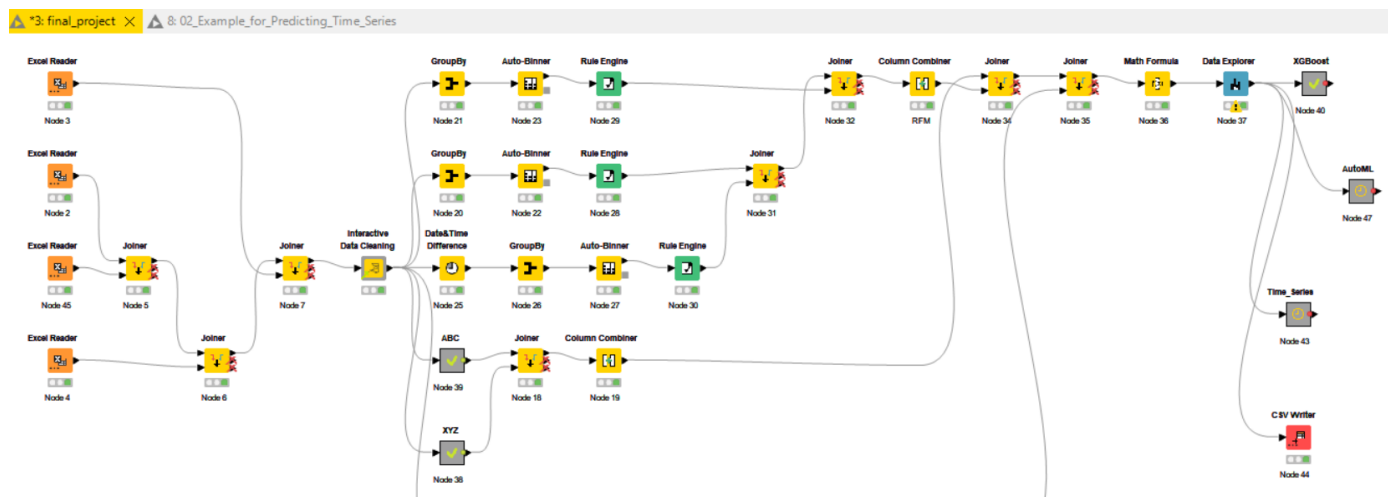 *3: final_project
8: 02_Example_for_Predicting_Time_Series
Excel Reader
Node 3
GroupBy
Node 21
Auto-Binner
Node 23
Rule Engine
Node 29
Joiner
Node 32
Column Combiner
RFM
Joiner
Node 34
Joiner
Node 35
Math Formula
Node 36
Data Explorer
Node 37
XGBoost
Node 40
Excel Reader
Node 2
GroupBy
Node 20
Auto-Binner
Node 22
Rule Engine
Node 28
Joiner
Node 31
AutoML
Node 47
Excel Reader
Node 45
Joiner
Node 5
Joiner
Node 7
Interactive
Data Cleaning
Date&Time
Difference
Node 25
GroupBy
Node 26
Auto-Binner
Node 27
Rule Engine
Node 30
Time_Series
Node 43
Excel Reader
Node 4
Joiner
Node 6
ABC
Node 39
Joiner
Node 18
Column Combiner
Node 19
XYZ
Node 38
CSV Writer
Node 44